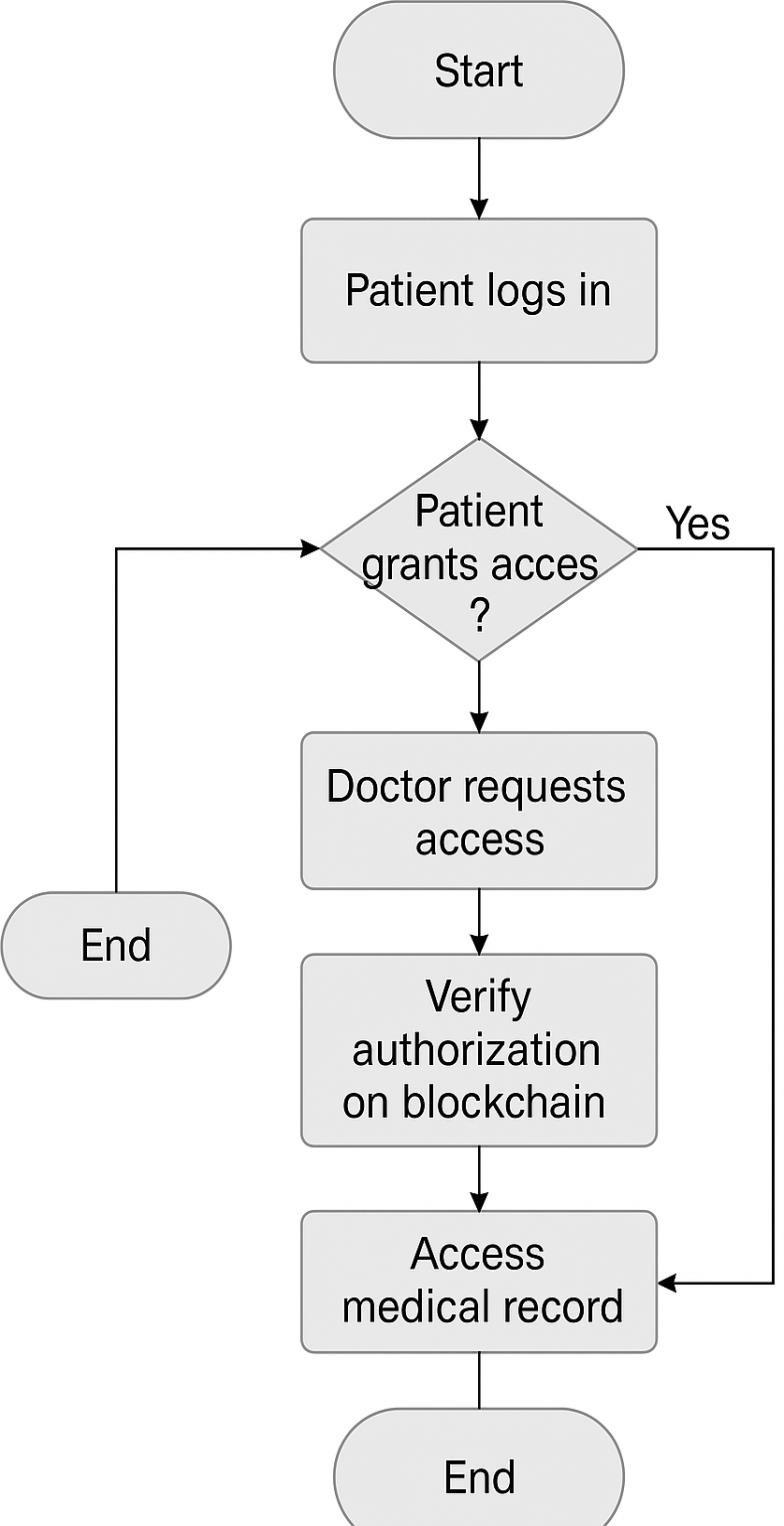 Start
Patient logs in
Patient
grants acces
?
Yes
Doctor requests
access
End
Verify
authorization
on blockchain
Access
medical record
End